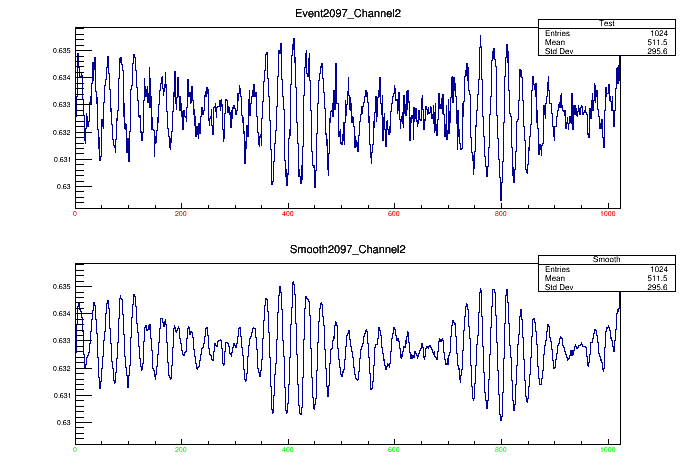 Event2097_Channel2
Test
Entries 1024
Mean 511.5
Std Dev 295.6
0.635
0.634
0.633
0.632
0.631
0.63
0 200 400 600 800 1000
Smooth2097_Channel2
Smooth
Entries 1024
Mean 511.5
Std Dev 295.6
0.635
0.634
0.633
0.632
0.631
0.63
0 200 400 600 800 1000